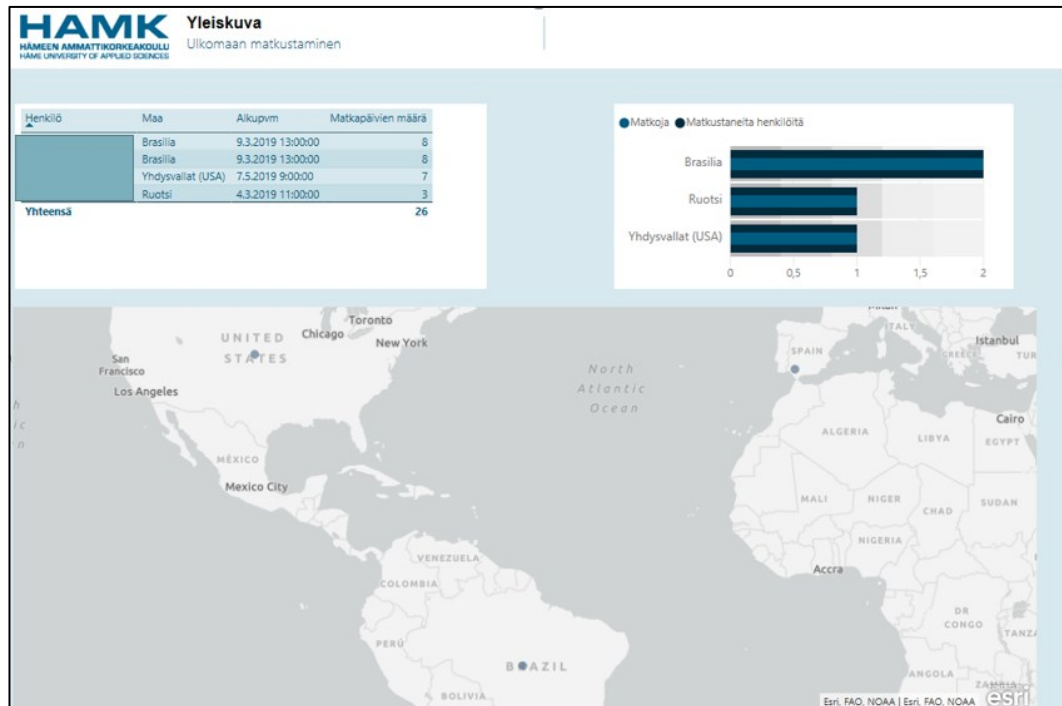 HAMK
HÄMEEN AMMATTIKORKEAKOULU
HÄME UNIVERSITY OF APPLIED SCIENCES
Yleiskuva
Ulkomaan matkustaminen
Henkilö Maa Alkupvm Matkapäivien määrä
Brasilia 9.3.2019 13:00:00 8
Brasilia 9.3.2019 13:00:00 8
Yhdysvallat (USA) 7.5.2019 9:00:00 7
Ruotsi 4.3.2019 11:00:00 3
Yhteensä 26
Matkoja Matkustaneita henkilöitä
Brasilia
Ruotsi
Yhdysvallat (USA)
0 0,5 1 1,5 2
Toronto
Chicago
New York
UNITED
STATES
San
Francisco
Los Angeles
MÉXICO
Mexico City
North
Atlantic
Ocean
SPAIN
ITALY
GREECE
Istanbul
TUR
Cairo
ALGERIA
LIBYA
EGYPT
MALI
NIGER
CHAD
SUDAN
NIGERIA
Accra
VENEZUELA
COLOMBIA
PERÚ
BRAZIL
BOLIVIA
DR
CONGO
TANZA
ANGOLA
Esri, FAO, NOAA | Esri, FAO, NOAA
esri